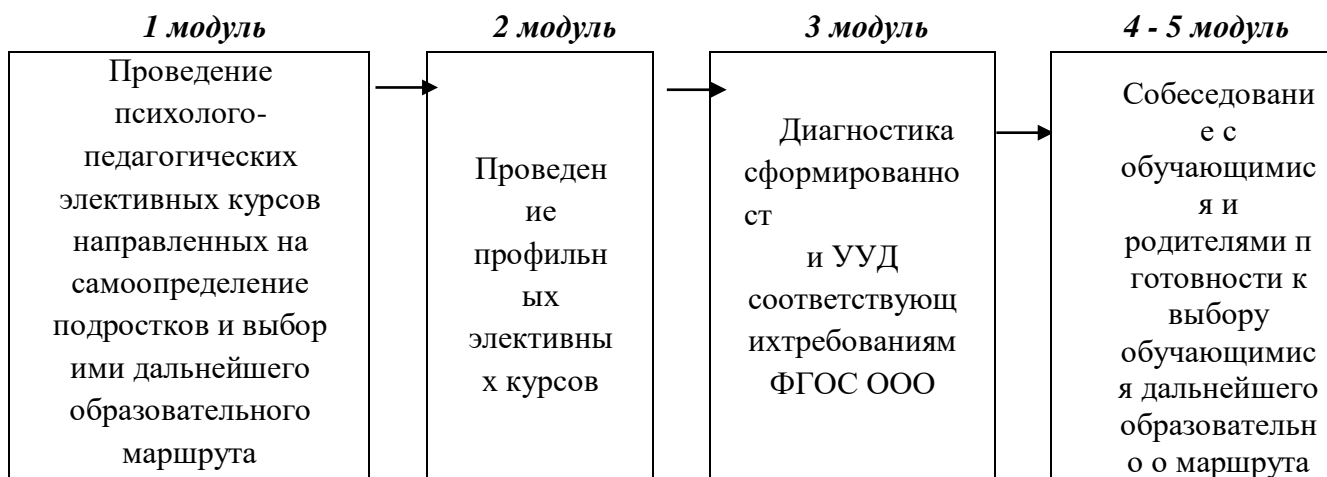 1 модуль
Проведение
психолого-
педагогических
элективных курсов
направленных на
самоопределение
подростков и выбор
ими дальнейшего
образовательного
маршрута
2 модуль
Проведен
ие
профильн
ых
элективны
х курсов
3 модуль
Диагностика
сформированно
ст
и УУД
соответствующ
ихтребованиям
ФГОС ООО
4 - 5 модуль
Собеседовани
е с
обучающимис
я и
родителями п
готовности к
выбору
обучающимис
я дальнейшего
образовательн
о о маршрута